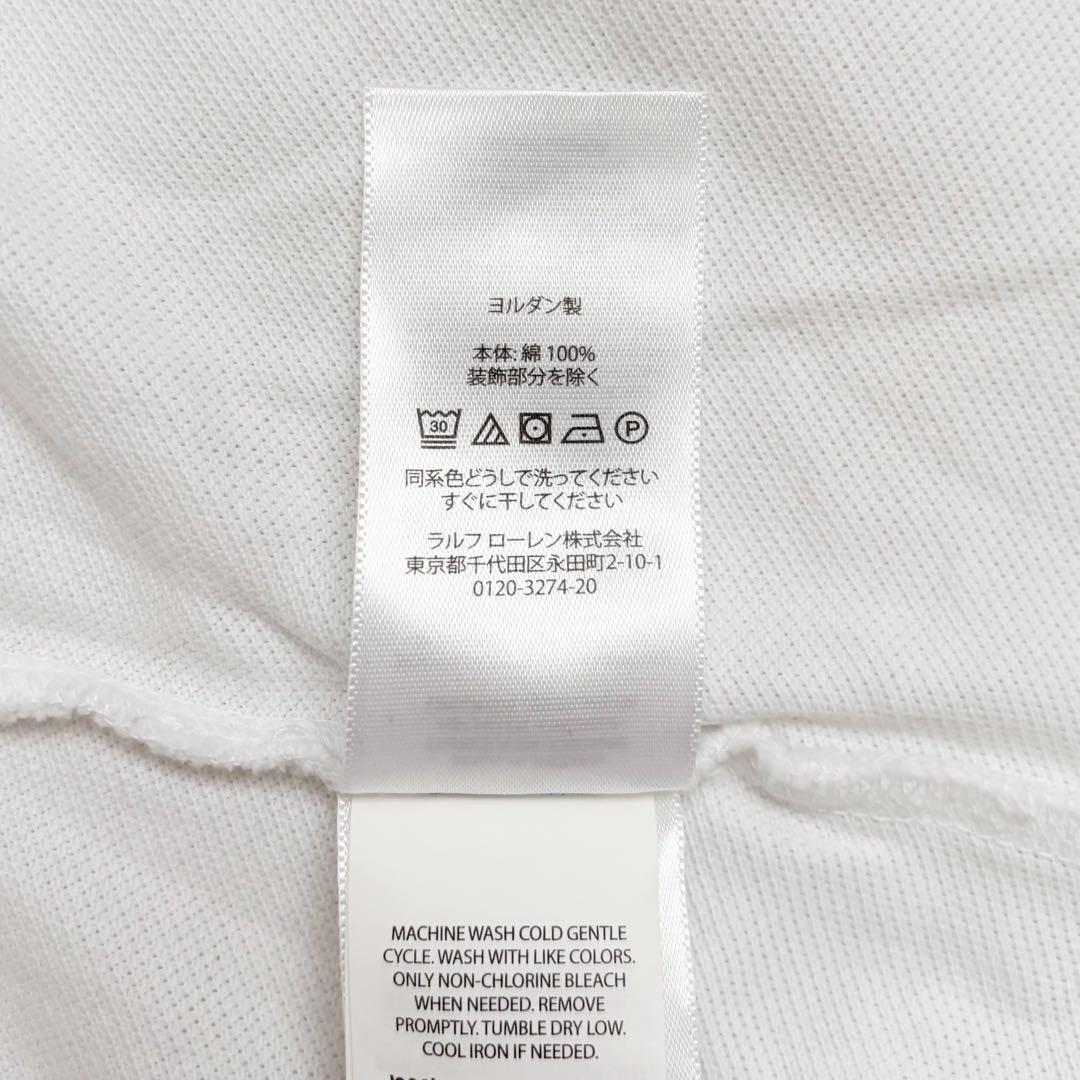 ヨルダン製
本体: 綿 100%
装飾部分を除く
30 P
同系色どうしで洗ってください
すぐに干してください
ラルフ ローレン株式会社
東京都千代田区永田町2-10-1
0120-3274-20
MACHINE WASH COLD GENTLE
CYCLE. WASH WITH LIKE COLORS.
ONLY NON-CHLORINE BLEACH
WHEN NEEDED. REMOVE
PROMPTLY. TUMBLE DRY LOW.
COOL IRON IF NEEDED.